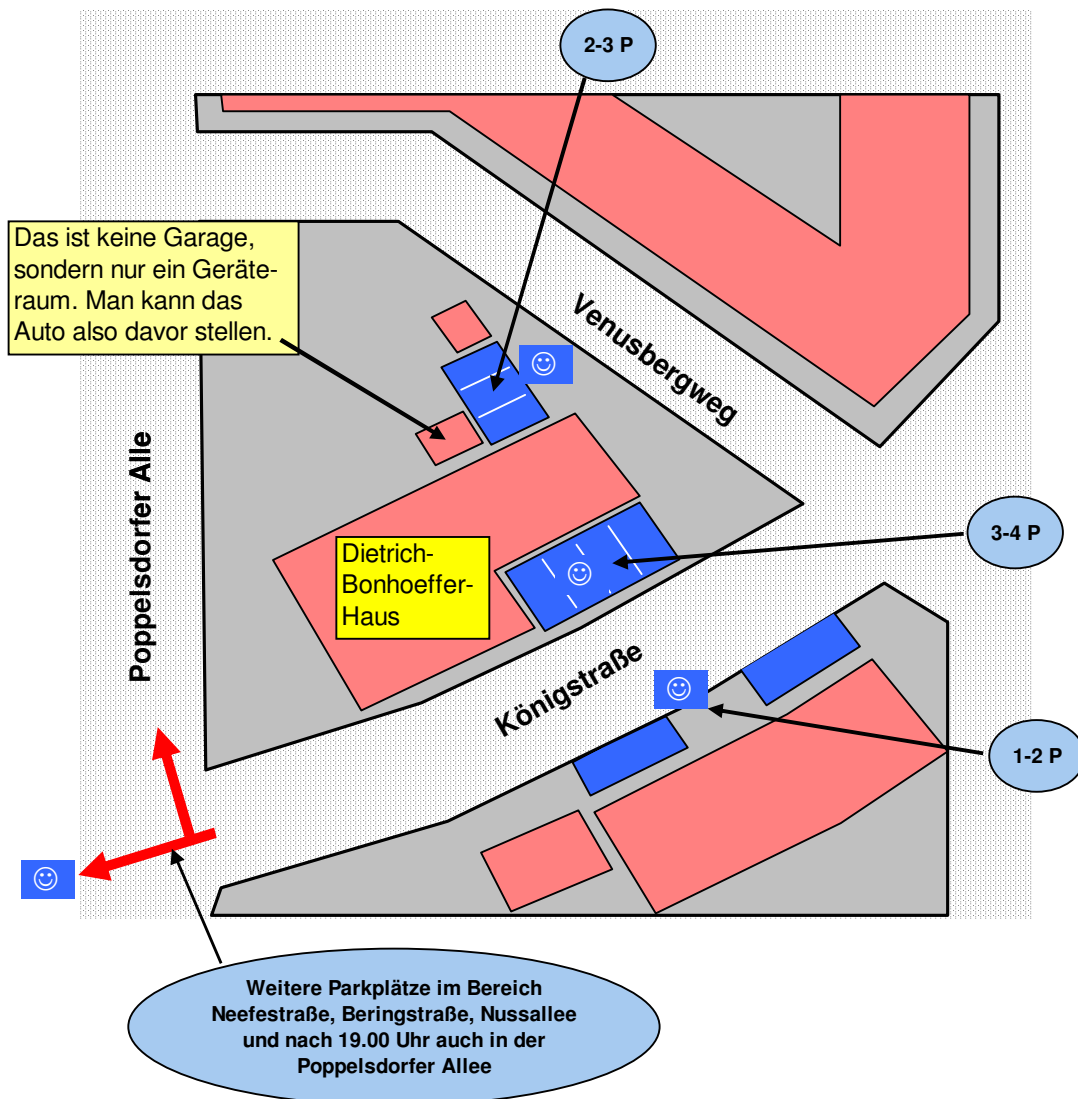 2-3 P
Das ist keine Garage,
sondern nur ein Geräte-
raum. Man kann das
Auto also davor stellen.
Venusbergweg
Poppelsdorfer Alle
3-4 P
Dietrich-
Bonhoeffer-
Haus
Königstraße
1-2 P
Weitere Parkplätze im Bereich
Neefestraße, Beringstraße, Nussallee
und nach 19.00 Uhr auch in der
Poppelsdorfer Allee